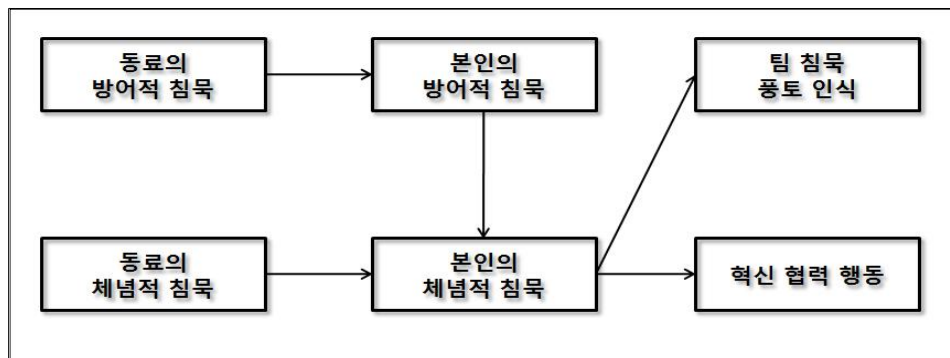 동료의
방어적 침묵
본인의
방어적 침묵
팀 침묵
풍토 인식
동료의
체념적 침묵
본인의
체념적 침묵
혁신 협력 행동